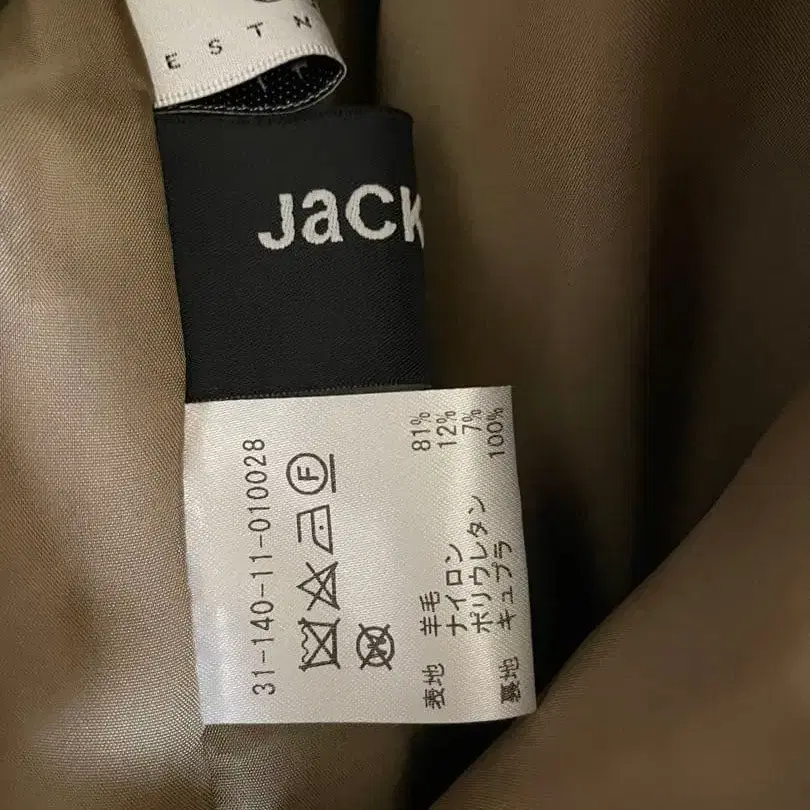 E S T N
JaCK
31-140-11-010028
F
W
表地 羊毛 81%
ナイロン 12%
ポリウレタン 7%
裏地 キュプラ 100%